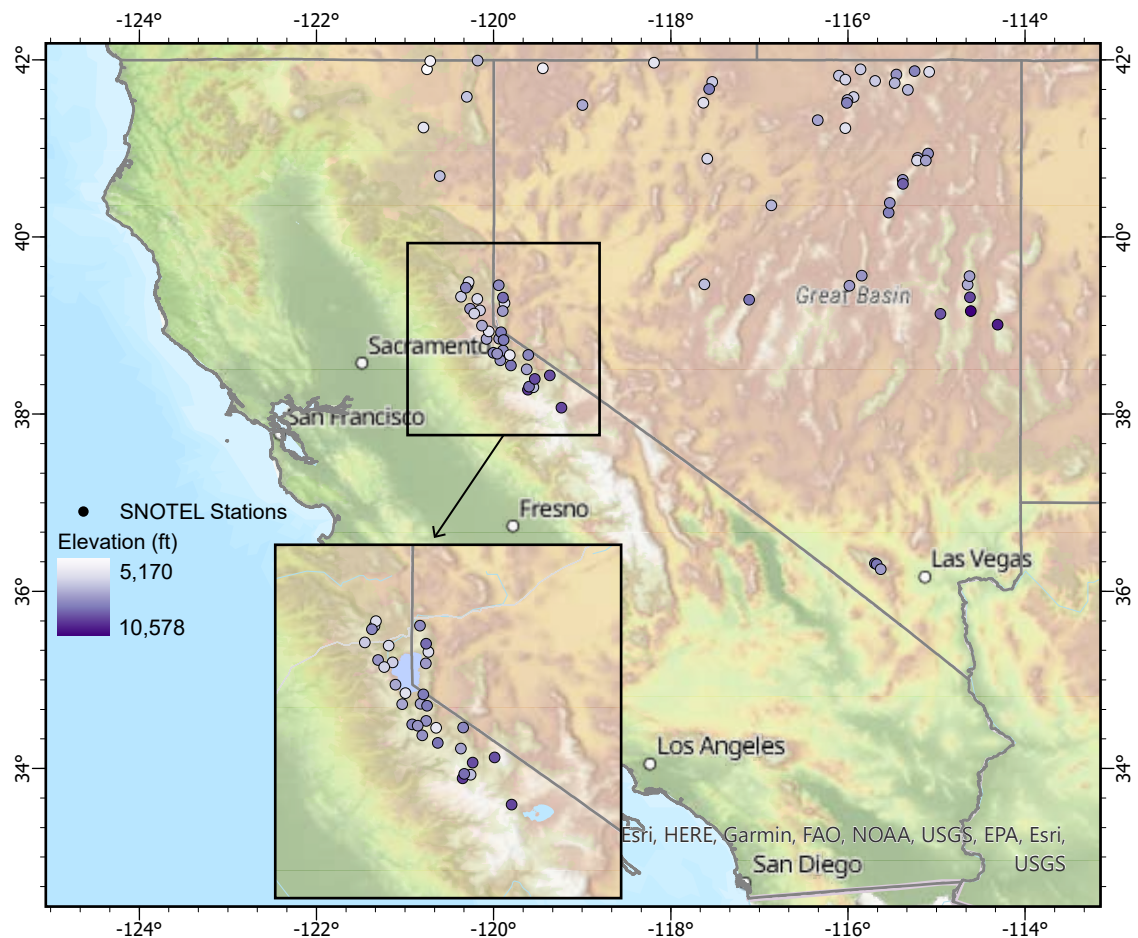 -124° -122° -120° -118° -116° -114°
42° 42°
40° 40°
Great Basin
Sacramento
38° 38°
San Francisco
SNOTEL Stations
Fresno
Elevation (ft)
5,170
Las Vegas
36° 36°
10,578
Los Angeles
34° 34°
Esri, HERE, Garmin, FAO, NOAA, USGS, EPA, Esri,
USGS
San Diego
-124° -122° -120° -118° -116° -114°